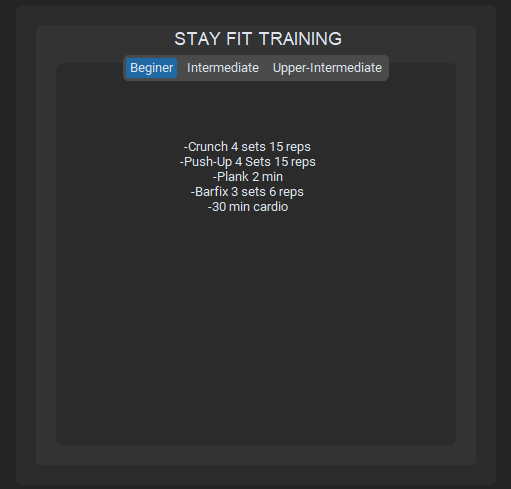 STAY FIT TRAINING
Beginer Intermediate Upper-Intermediate
-Crunch 4 sets 15 reps
-Push-Up 4 Sets 15 reps
-Plank 2 min
-Barfix 3 sets 6 reps
-30 min cardio